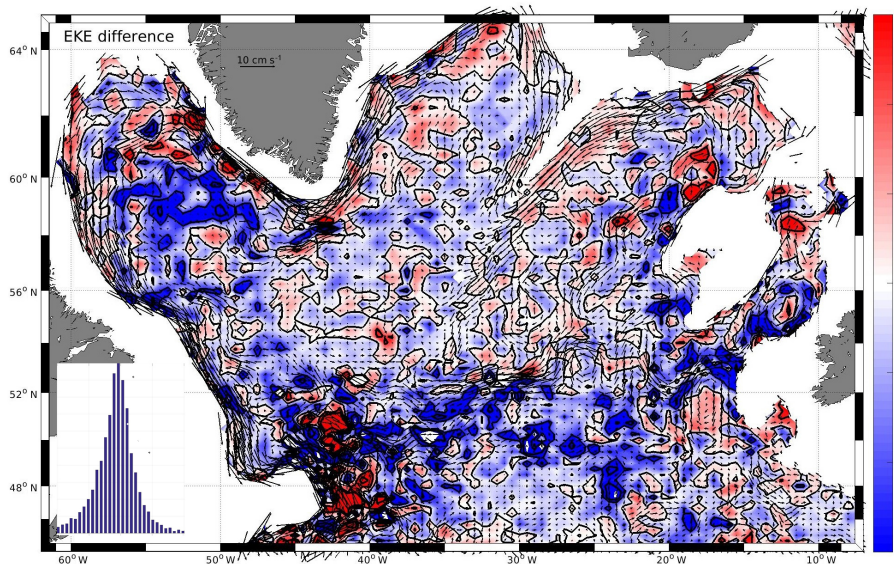 EKE difference
10 cm s⁻¹
64° N
60° N
56° N
52° N
48° N
60°W
50°W
40°W
30°W
20°W
10°W